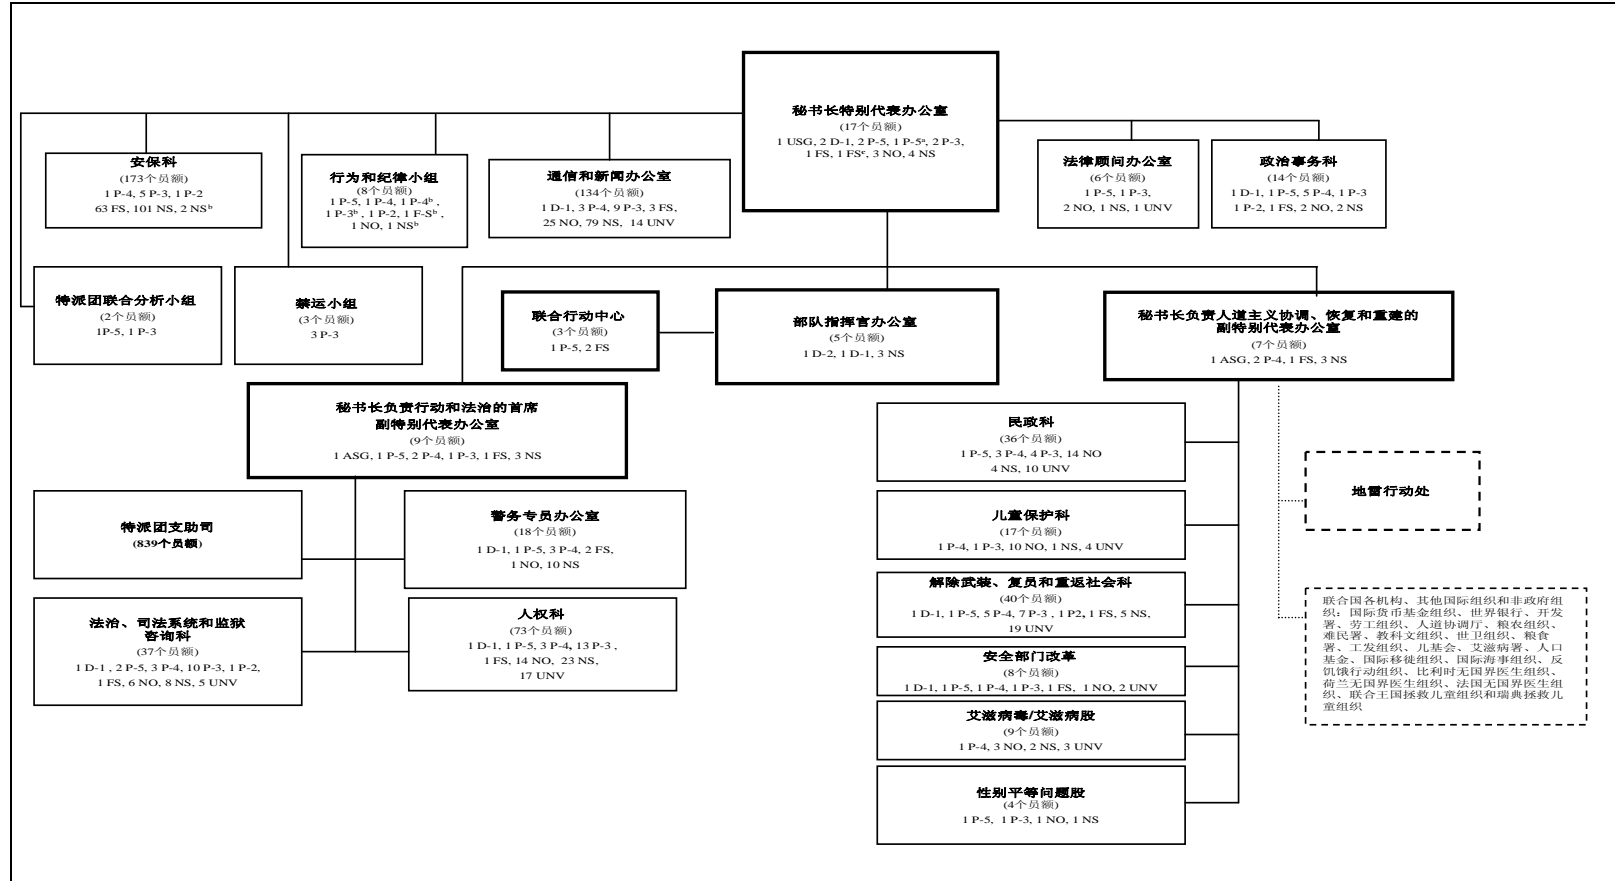 秘书长特别代表办公室
(17个员额)
1 USG, 2 D-1, 2 P-5, 1 P-5ᵃ, 2 P-3,
1 FS, 1 FSᶜ, 3 NO, 4 NS
安保科
(173个员额)
1 P-4, 5 P-3, 1 P-2
63 FS, 101 NS, 2 NSᵇ
行为和纪律小组
(8个员额)
1 P-5, 1 P-4, 1 P-4ᵇ ,
1 P-3ᵇ , 1 P-2, 1 F-Sᵇ ,
1 NO, 1 NSᵇ
通信和新闻办公室
(134个员额)
1 D-1, 3 P-4, 9 P-3, 3 FS,
25 NO, 79 NS, 14 UNV
法律顾问办公室
(6个员额)
1 P-5, 1 P-3,
2 NO, 1 NS, 1 UNV
政治事务科
(14个员额)
1 D-1, 1 P-5, 5 P-4, 1 P-3
1 P-2, 1 FS, 2 NO, 2 NS
特派团联合分析小组
(2个员额)
1P-5, 1 P-3
禁运小组
(3个员额)
3 P-3
联合行动中心
(3个员额)
1 P-5, 2 FS
部队指挥官办公室
(5个员额)
1 D-2, 1 D-1, 3 NS
秘书长负责人道主义协调、恢复和重建的
副特别代表办公室
(7个员额)
1 ASG, 2 P-4, 1 FS, 3 NS
秘书长负责行动和法治的首席
副特别代表办公室
(9个员额)
1 ASG, 1 P-5, 2 P-4, 1 P-3, 1 FS, 3 NS
特派团支助司
(839个员额)
警务专员办公室
(18个员额)
1 D-1, 1 P-5, 3 P-4, 2 FS,
1 NO, 10 NS
法治、司法系统和监狱
咨询科
(37个员额)
1 D-1 , 2 P-5, 3 P-4, 10 P-3, 1 P-2,
1 FS, 6 NO, 8 NS, 5 UNV
人权科
(73个员额)
1 D-1, 1 P-5, 3 P-4, 13 P-3 ,
1 FS, 14 NO, 23 NS,
17 UNV
民政科
(36个员额)
1 P-5, 3 P-4, 4 P-3, 14 NO
4 NS, 10 UNV
儿童保护科
(17个员额)
1 P-4, 1 P-3, 10 NO, 1 NS, 4 UNV
解除武装、复员和重返社会科
(40个员额)
1 D-1, 1 P-5, 5 P-4, 7 P-3 , 1 P2, 1 FS, 5 NS,
19 UNV
安全部门改革
(8个员额)
1 D-1, 1 P-5, 1 P-4, 1 P-3, 1 FS, 1 NO, 2 UNV
艾滋病毒/艾滋病股
(9个员额)
1 P-4, 3 NO, 2 NS, 3 UNV
性别平等问题股
(4个员额)
1 P-5, 1 P-3, 1 NO, 1 NS
地雷行动处
联合国各机构、其他国际组织和非政府组
织：国际货币基金组织、世界银行、开发
署、劳工组织、人道协调厅、粮农组织、
难民署、教科文组织、世卫组织、粮食
署、工发组织、儿基会、艾滋病署、人口
基金、国际移徙组织、国际海事组织、反
饥饿行动组织、比利时无国界医生组织、
荷兰无国界医生组织、法国无国界医生组
织、联合王国拯救儿童组织和瑞典拯救儿
童组织